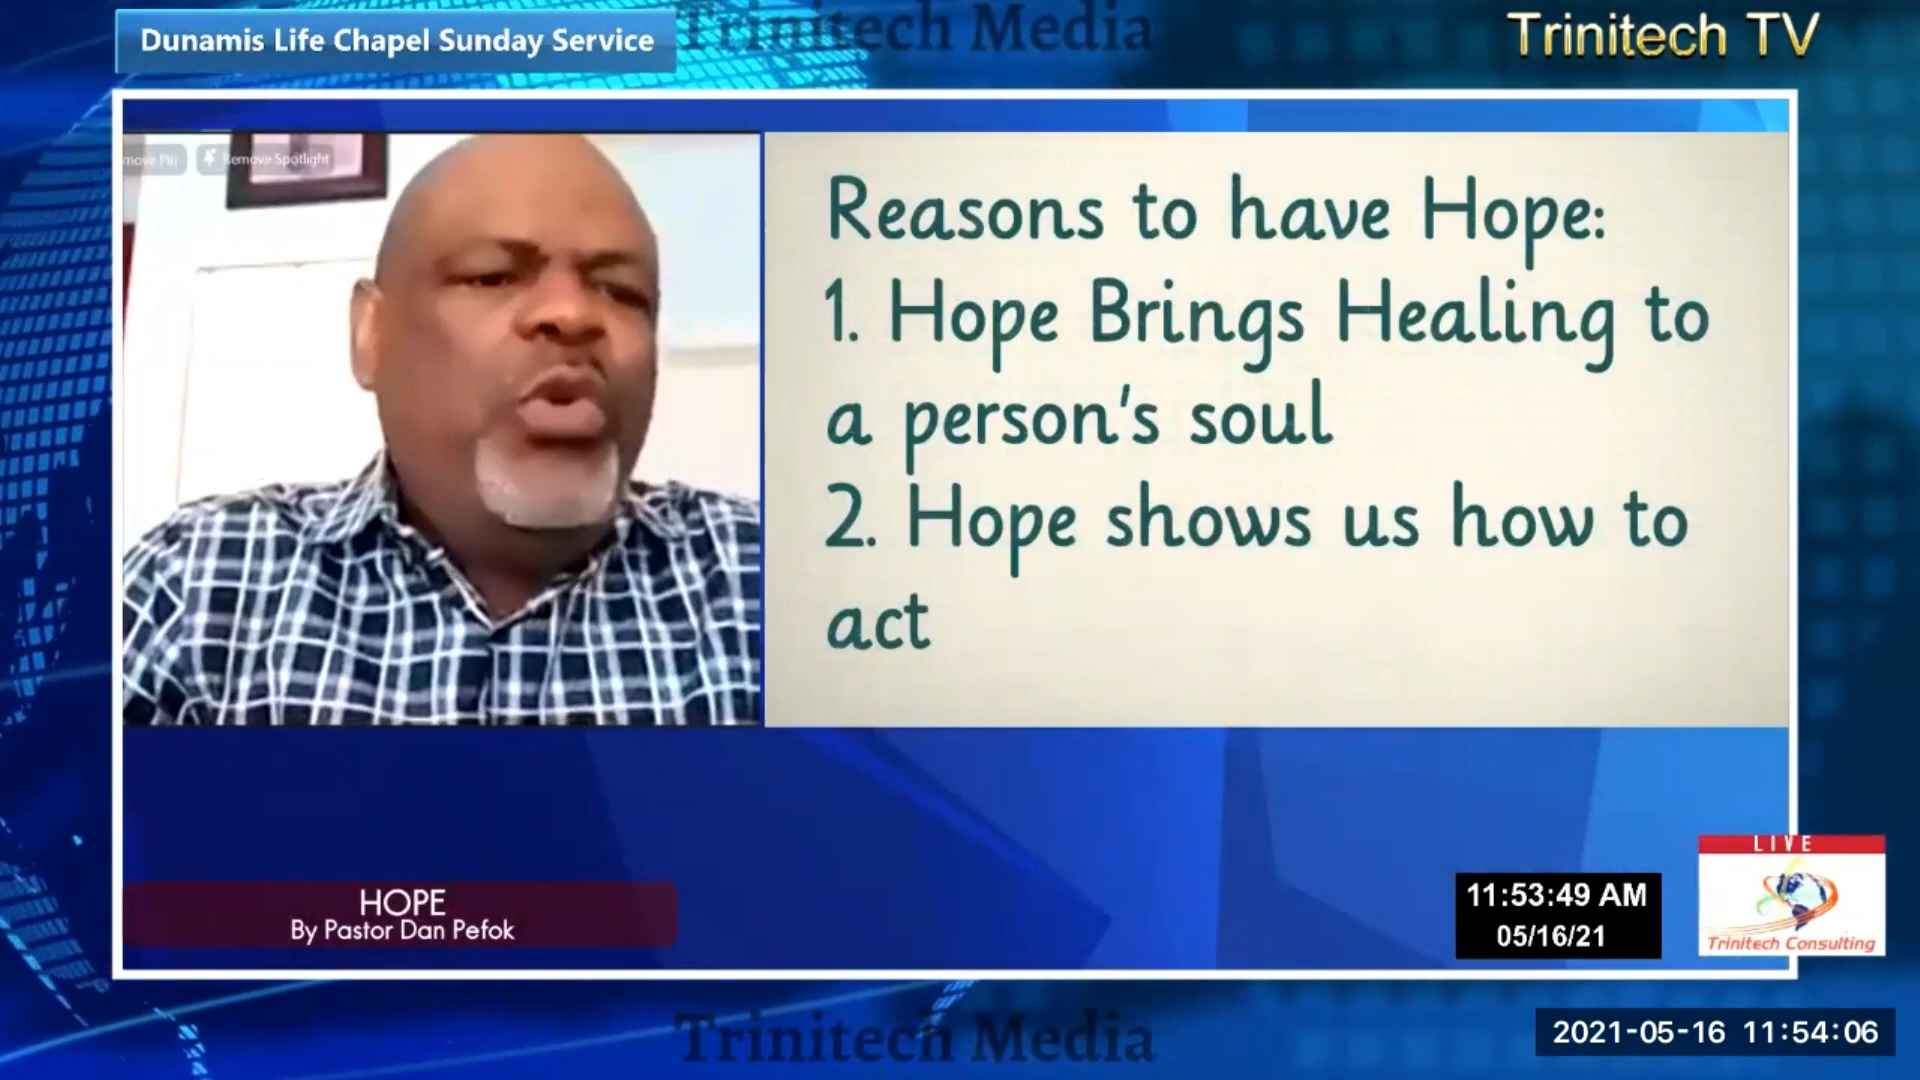 Trinitech Media
Dunamis Life Chapel Sunday Service
Trinitech TV
move Pin
Remove Spotlight
Reasons to have Hope:
1. Hope Brings Healing to
a person's soul
2. Hope shows us how to
act
HOPE
By Pastor Dan Pefok
11:53:49 AM
05/16/21
LIVE
Trinitech Consulting
Trinitech Media
2021-05-16 11:54:06